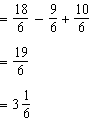 = 18/6 − 9/6 + 10/6
= 19/6
= 3 1/6